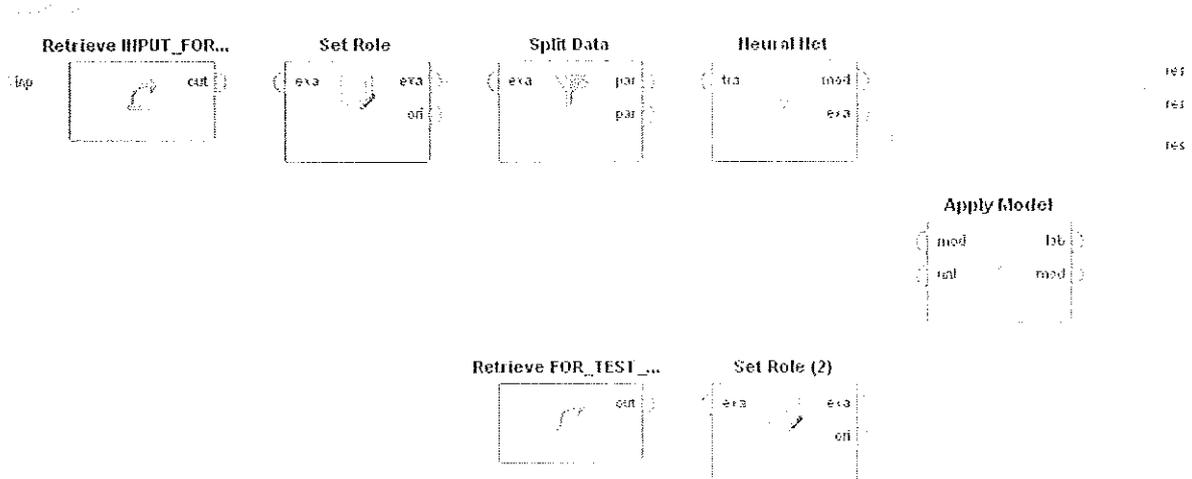 Retrieve INPUT_FOR... Set Role Split Data Neural Net
inp out exa exa exa par tra mod res
ori par exa res
res
Apply Model
mod lab
unl mod
Retrieve FOR_TEST_... Set Role (2)
out exa exa
ori